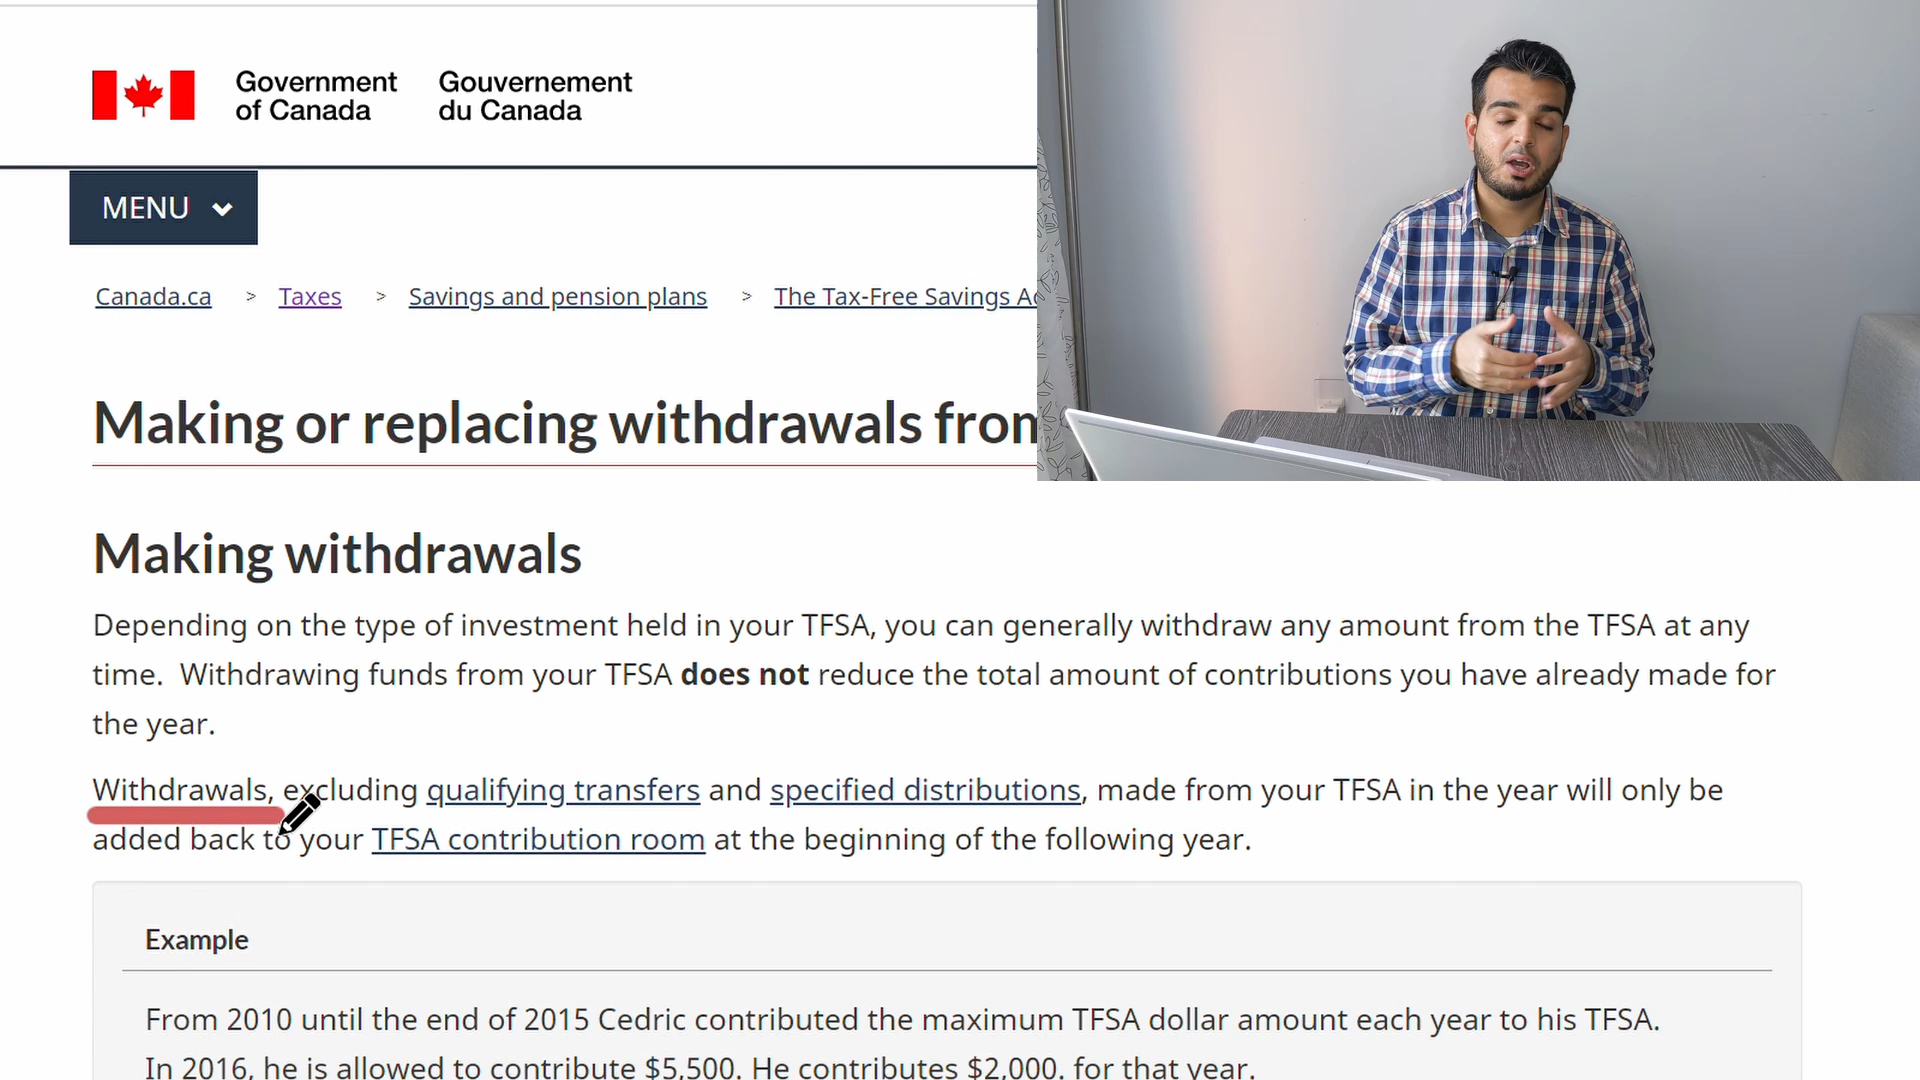 Government of Canada
Gouvernement du Canada
MENU
Canada.ca > Taxes > Savings and pension plans > The Tax-Free Savings
Making or replacing withdrawals from
Making withdrawals
Depending on the type of investment held in your TFSA, you can generally withdraw any amount from the TFSA at any
time. Withdrawing funds from your TFSA does not reduce the total amount of contributions you have already made for
the year.
Withdrawals, excluding qualifying transfers and specified distributions, made from your TFSA in the year will only be
added back to your TFSA contribution room at the beginning of the following year.
Example
From 2010 until the end of 2015 Cedric contributed the maximum TFSA dollar amount each year to his TFSA.
In 2016, he is allowed to contribute $5,500. He contributes $2,000. for that year.